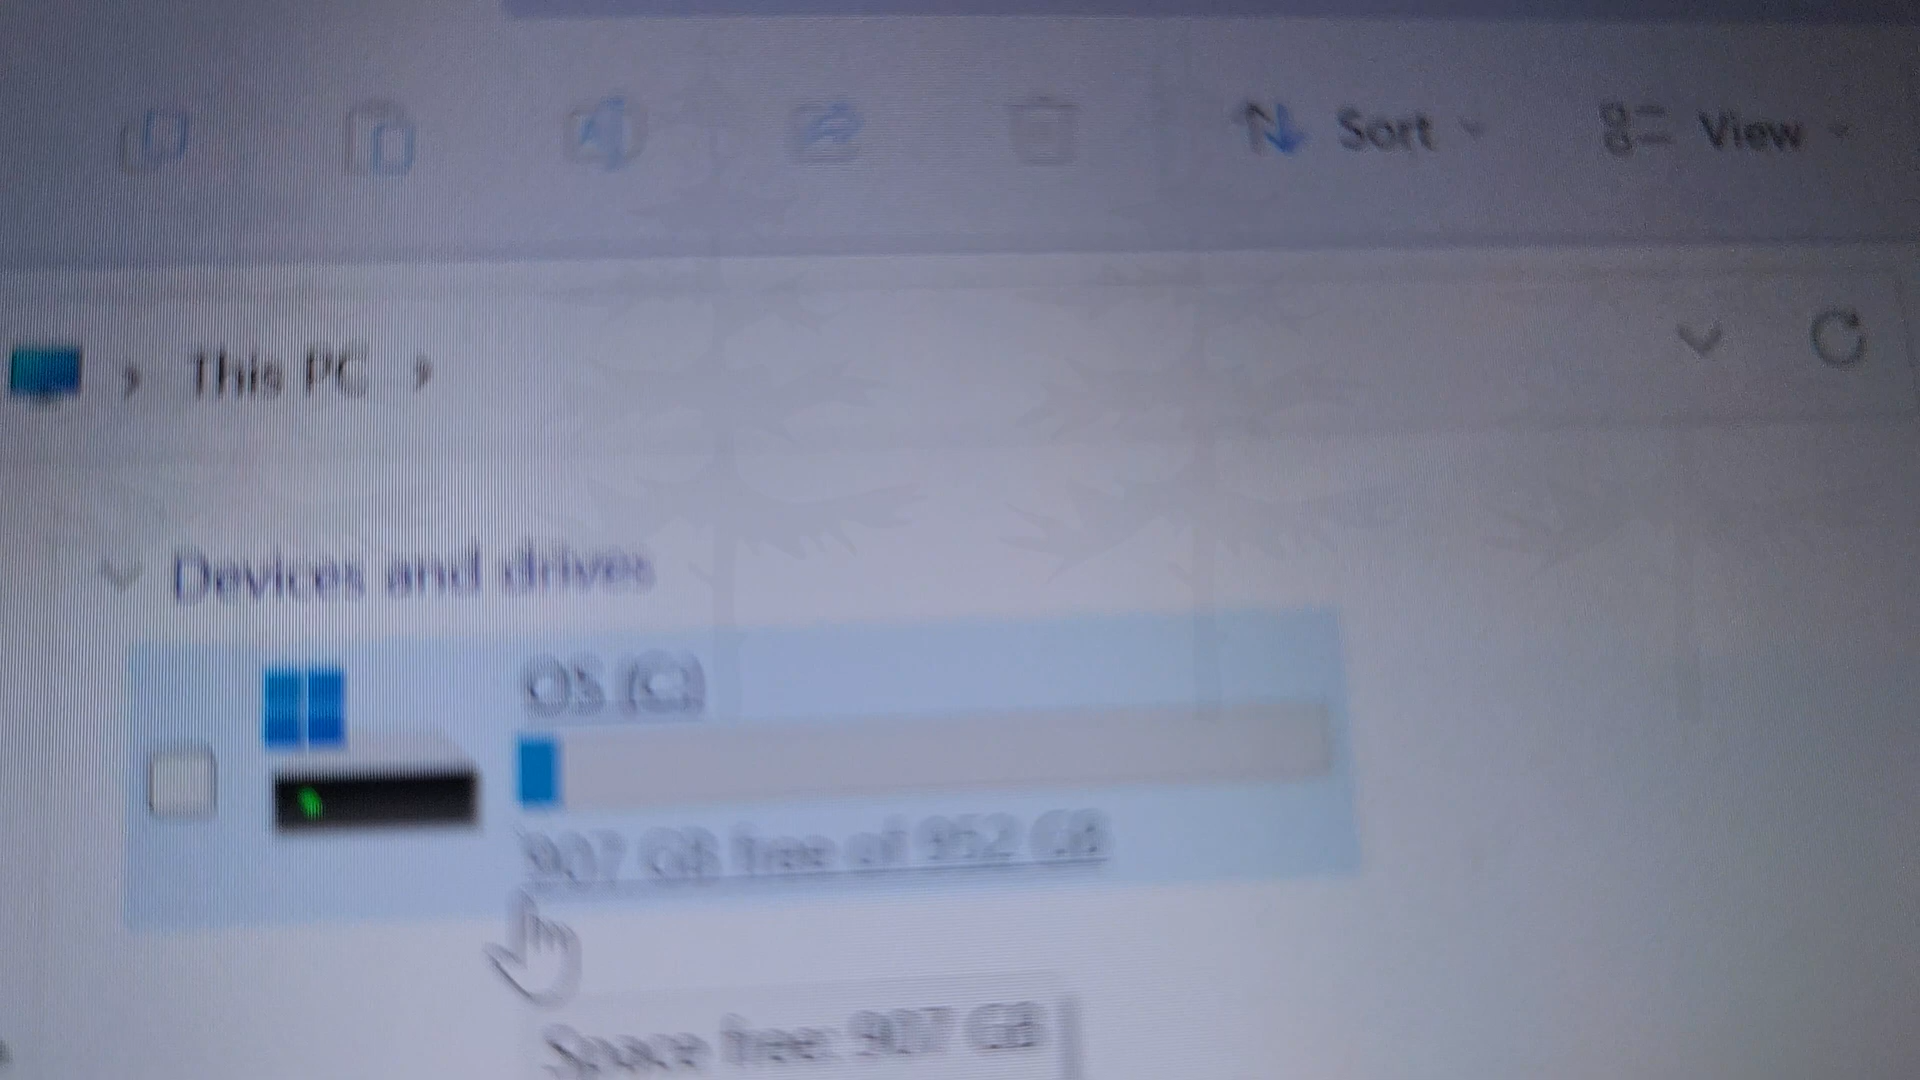 Sort
View
This PC
Devices and drives
OS (C:)
907 GB free of 952 GB
Space free: 907 GB